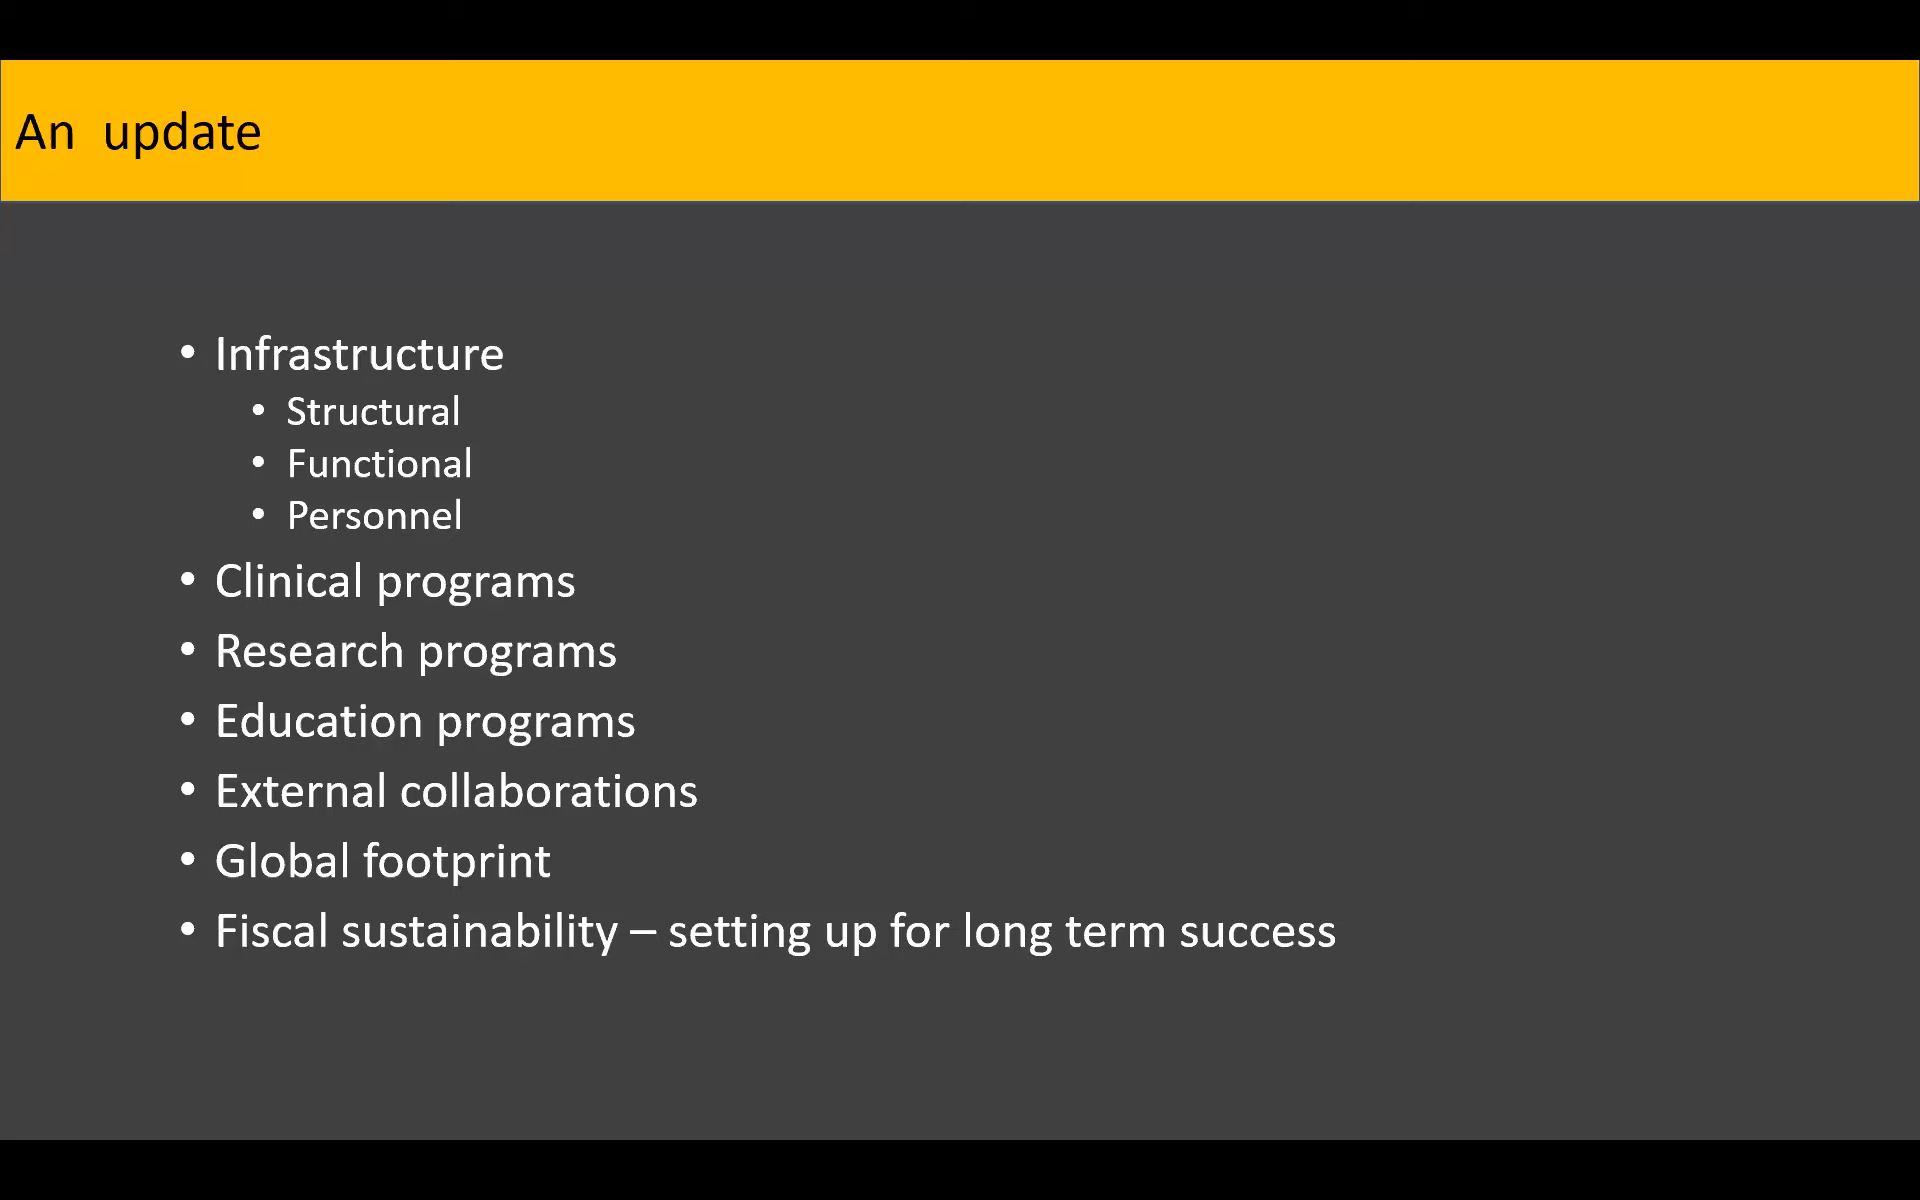 An  update
• Infrastructure
• Structural
• Functional
• Personnel
• Clinical programs
• Research programs
• Education programs
• External collaborations
• Global footprint
• Fiscal sustainability – setting up for long term success